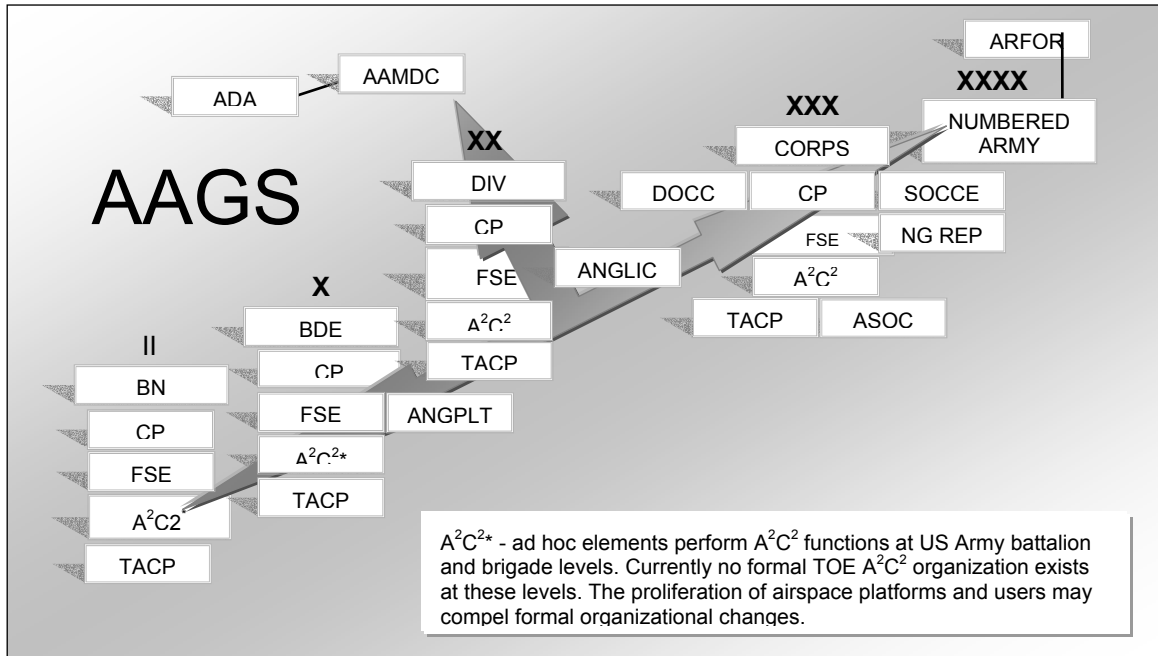 ARFOR
XXXX
NUMBERED
ARMY
AAMDC
ADA
AAGS
XXX
CORPS
DOCC
CP
SOCCE
FSE
NG REP
A²C²
TACP
ASOC
XX
DIV
CP
FSE
ANGLIC
A²C²
TACP
X
BDE
CP
FSE
ANGPLT
A²C²*
TACP
II
BN
CP
FSE
A²C2*
TACP
A²C²* - ad hoc elements perform A²C² functions at US Army battalion
and brigade levels. Currently no formal TOE A²C² organization exists
at these levels. The proliferation of airspace platforms and users may
compel formal organizational changes.